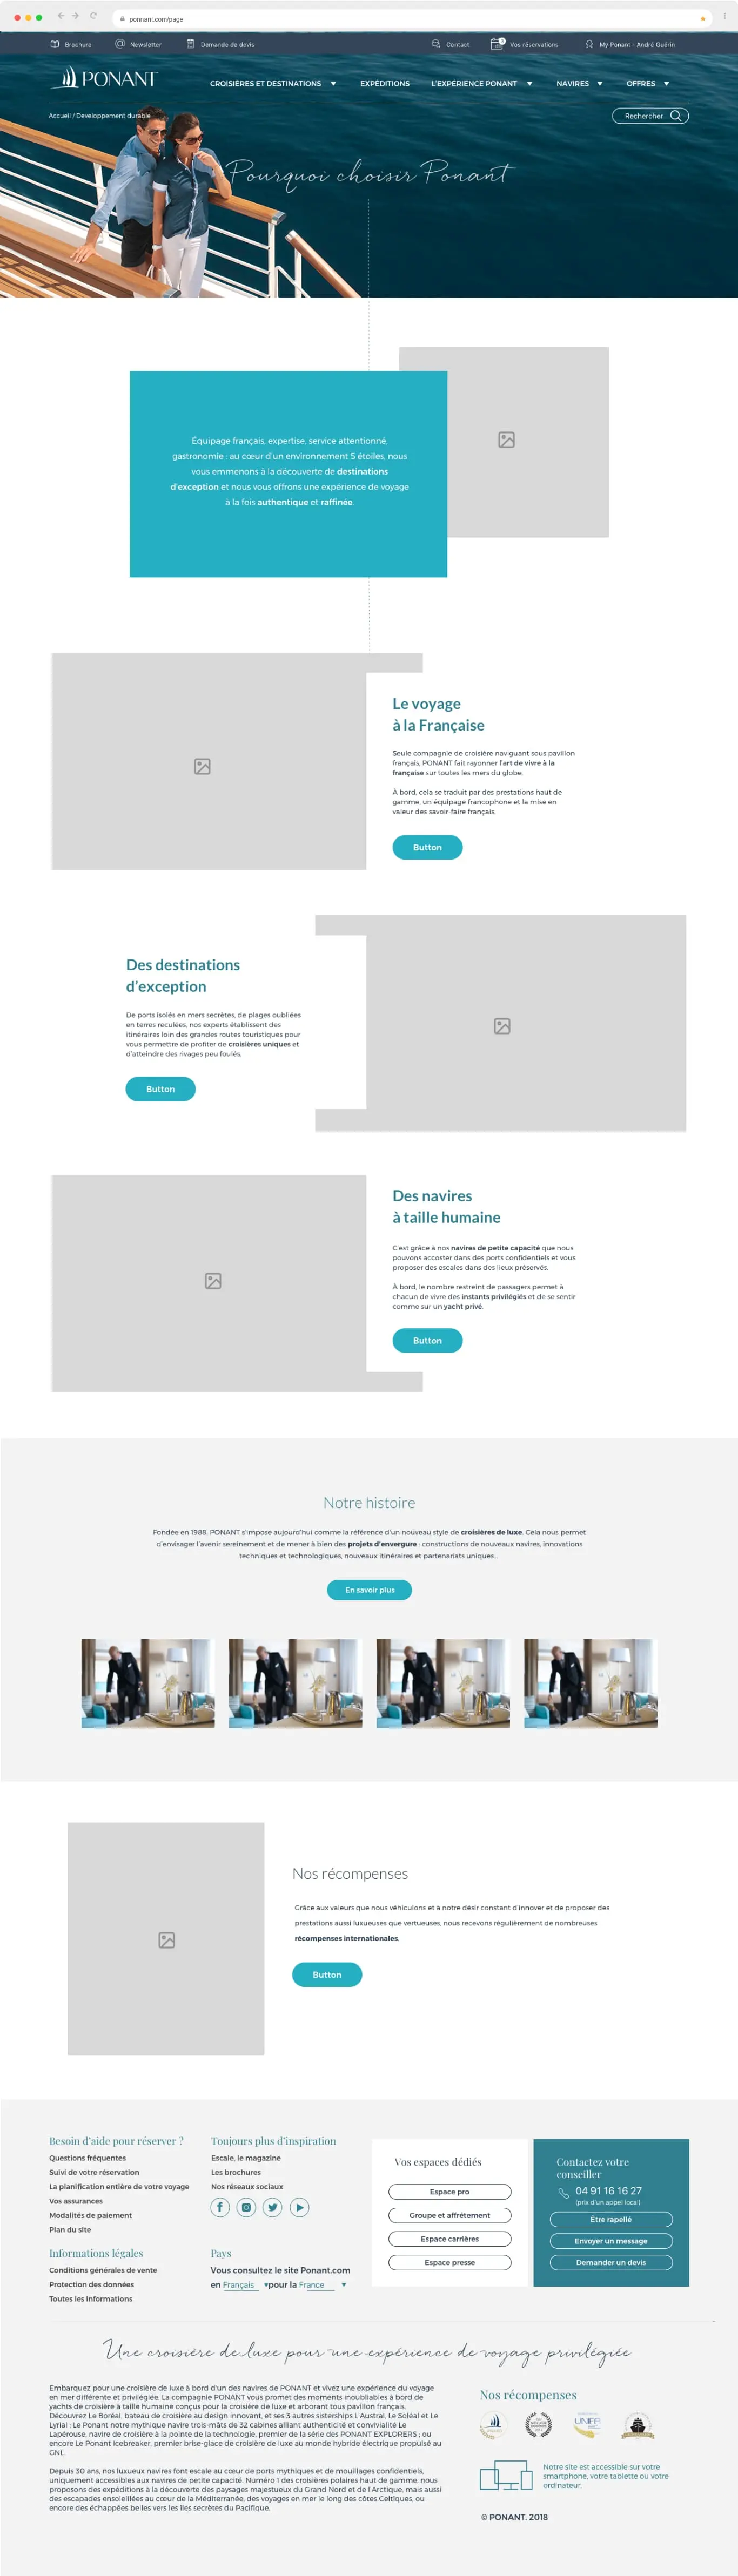 ponnant.com/page
Brochure
Newsletter
Demande de devis
Contact
Vos réservations
My Ponant - André Guérin
PONANT
CROISIÈRES ET DESTINATIONS
EXPÉDITIONS
L'EXPÉRIENCE PONANT
NAVIRES
OFFRES
Accueil / Developpement durable
Rechercher
Pourquoi choisir Ponant
Équipage français, expertise, service attentionné,
gastronomie : au cœur d'un environnement 5 étoiles, nous
vous emmenons à la découverte de destinations
d'exception et nous vous offrons une expérience de voyage
à la fois authentique et raffinée.
Le voyage
à la Française
Seule compagnie de croisière naviguant sous pavillon
français, PONANT fait rayonner l'art de vivre à la
française sur toutes les mers du globe.
À bord, cela se traduit par des prestations haut de
gamme, un équipage francophone et la mise en
valeur des savoir-faire français.
Button
Des destinations
d'exception
De ports isolés en mers secrètes, de plages oubliées
en terres reculées, nos experts établissent des
itinéraires loin des grandes routes touristiques pour
vous permettre de profiter de croisières uniques et
d'atteindre des rivages peu foulés.
Button
Des navires
à taille humaine
C'est grâce à nos navires de petite capacité que nous
pouvons accoster dans des ports confidentiels et vous
proposer des escales dans des lieux préservés.
À bord, le nombre restreint de passagers permet à
chacun de vivre des instants privilégiés et de se sentir
comme sur un yacht privé.
Button
Notre histoire
Fondée en 1988, PONANT s'impose aujourd'hui comme la référence d'un nouveau style de croisières de luxe. Cela nous permet
d'envisager l'avenir sereinement et de mener à bien des projets d'envergure : constructions de nouveaux navires, innovations
techniques et technologiques, nouveaux itinéraires et partenariats uniques...
En savoir plus
Nos récompenses
Grâce aux valeurs que nous véhiculons et à notre désir constant d'innover et de proposer des
prestations aussi luxueuses que vertueuses, nous recevons régulièrement de nombreuses
récompenses internationales.
Button
Besoin d'aide pour réserver ?
Questions fréquentes
Suivi de votre réservation
La planification entière de votre voyage
Vos assurances
Modalités de paiement
Plan du site
Toujours plus d'inspiration
Escale, le magazine
Les brochures
Nos réseaux sociaux
Informations légales
Conditions générales de vente
Protection des données
Toutes les informations
Pays
Vous consultez le site Ponant.com
en Français pour la France
Vos espaces dédiés
Espace pro
Groupe et affrétement
Espace carrières
Espace presse
Contactez votre
conseiller
04 91 16 16 27
(prix d'un appel local)
Être rapellé
Envoyer un message
Demander un devis
Une croisière de luxe pour une expérience de voyage privilégiée
Embarquez pour une croisière de luxe à bord d'un des navires de PONANT et vivez une expérience du voyage
en mer différente et privilégiée. La compagnie PONANT vous promet des moments inoubliables à bord de
yachts de croisière à taille humaine conçus pour la croisière de luxe et arborant tous pavillon français.
Découvrez Le Boréal, bateau de croisière au design innovant, et ses 3 autres sisterships L'Austral, Le Soléal et Le
Lyrial ; Le Ponant notre mythique navire trois-mâts de 32 cabines alliant authenticité et convivialité Le
Lapérouse, navire de croisière à la pointe de la technologie, premier de la série des PONANT EXPLORERS ; ou
encore Le Ponant Icebreaker, premier brise-glace de croisière de luxe au monde hybride électrique propulsé au
GNL.
Depuis 30 ans, nos luxueux navires font escale au cœur de ports mythiques et de mouillages confidentiels,
uniquement accessibles aux navires de petite capacité. Numéro 1 des croisières polaires haut de gamme, nous
proposons des expéditions à la découverte des paysages majestueux du Grand Nord et de l'Arctique, mais aussi
des escapades ensoleillées au cœur de la Méditerranée, des voyages en mer le long des côtes Celtiques, ou
encore des échappées belles vers les îles secrètes du Pacifique.
Nos récompenses
UNIFA
Notre site est accessible sur votre
smartphone, votre tablette ou votre
ordinateur.
© PONANT. 2018